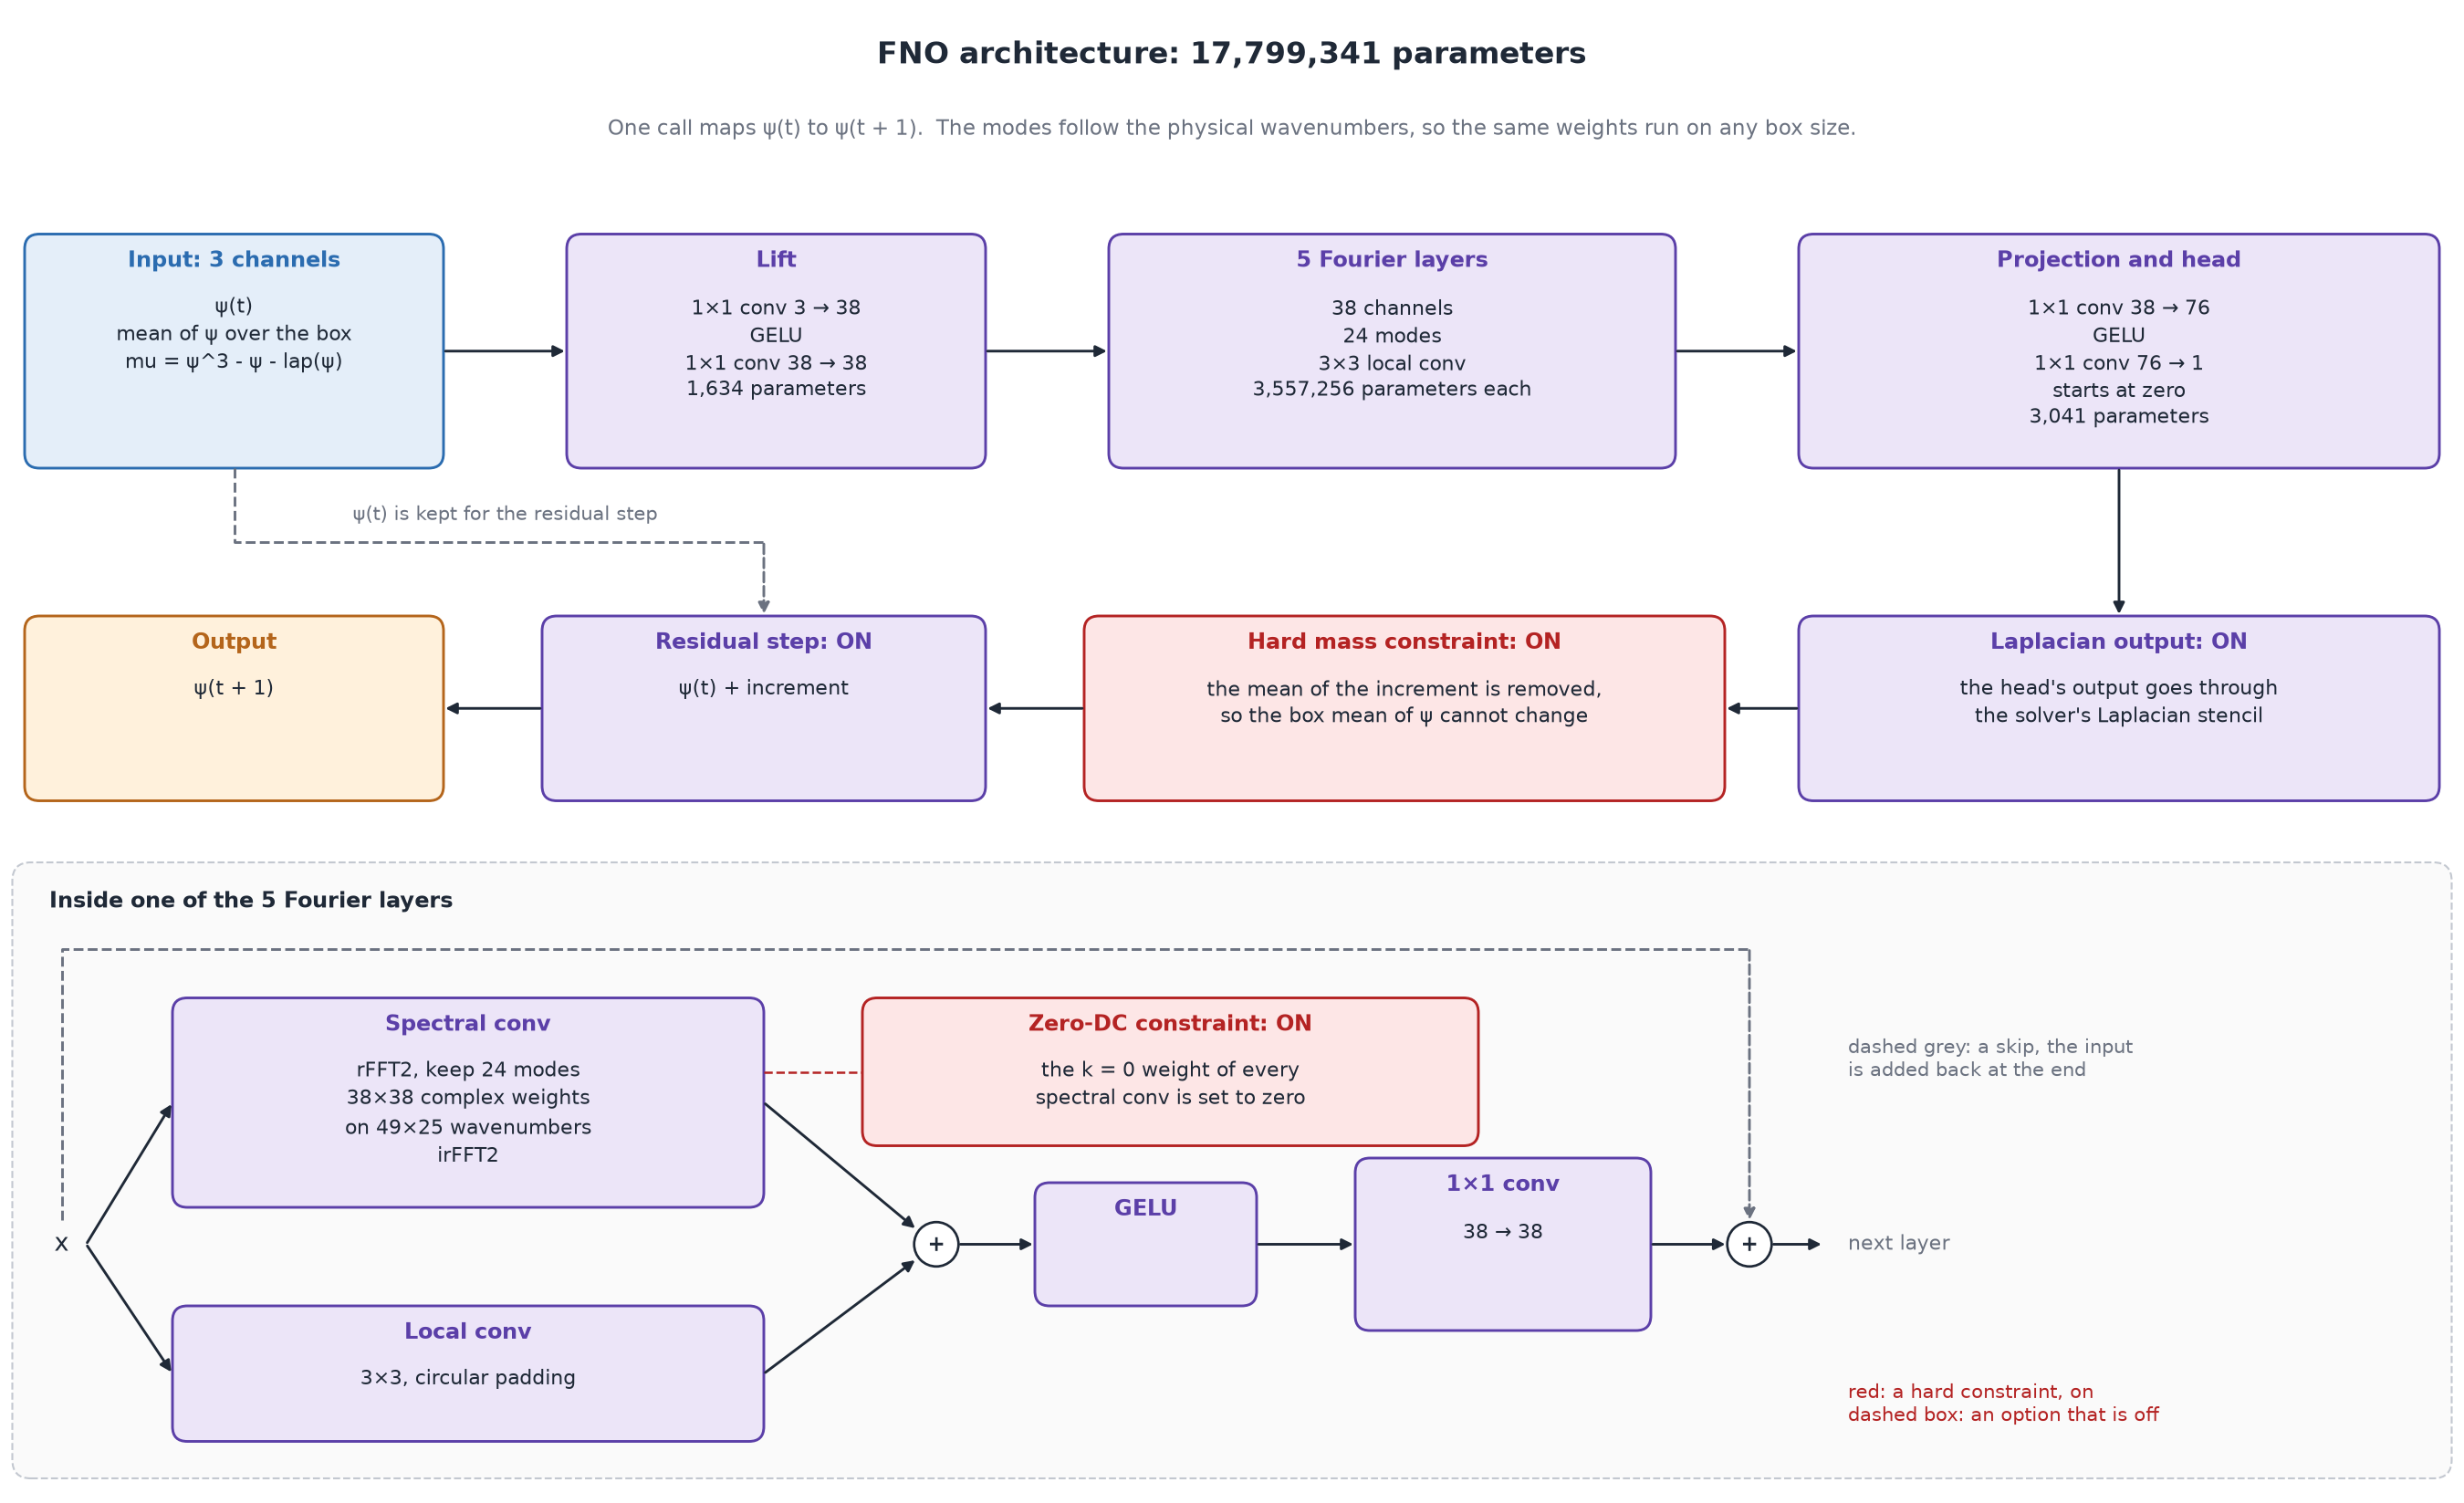 FNO architecture: 17,799,341 parameters
One call maps ψ(t) to ψ(t + 1).  The modes follow the physical wavenumbers, so the same weights run on any box size.
Input: 3 channels
ψ(t)
mean of ψ over the box
mu = ψ^3 - ψ - lap(ψ)
Lift
1×1 conv 3 → 38
GELU
1×1 conv 38 → 38
1,634 parameters
5 Fourier layers
38 channels
24 modes
3×3 local conv
3,557,256 parameters each
Projection and head
1×1 conv 38 → 76
GELU
1×1 conv 76 → 1
starts at zero
3,041 parameters
ψ(t) is kept for the residual step
Output
ψ(t + 1)
Residual step: ON
ψ(t) + increment
Hard mass constraint: ON
the mean of the increment is removed,
so the box mean of ψ cannot change
Laplacian output: ON
the head's output goes through
the solver's Laplacian stencil
Inside one of the 5 Fourier layers
Spectral conv
rFFT2, keep 24 modes
38×38 complex weights
on 49×25 wavenumbers
irFFT2
Zero-DC constraint: ON
the k = 0 weight of every
spectral conv is set to zero
dashed grey: a skip, the input
is added back at the end
x
+
GELU
1×1 conv
38 → 38
+
next layer
Local conv
3×3, circular padding
red: a hard constraint, on
dashed box: an option that is off